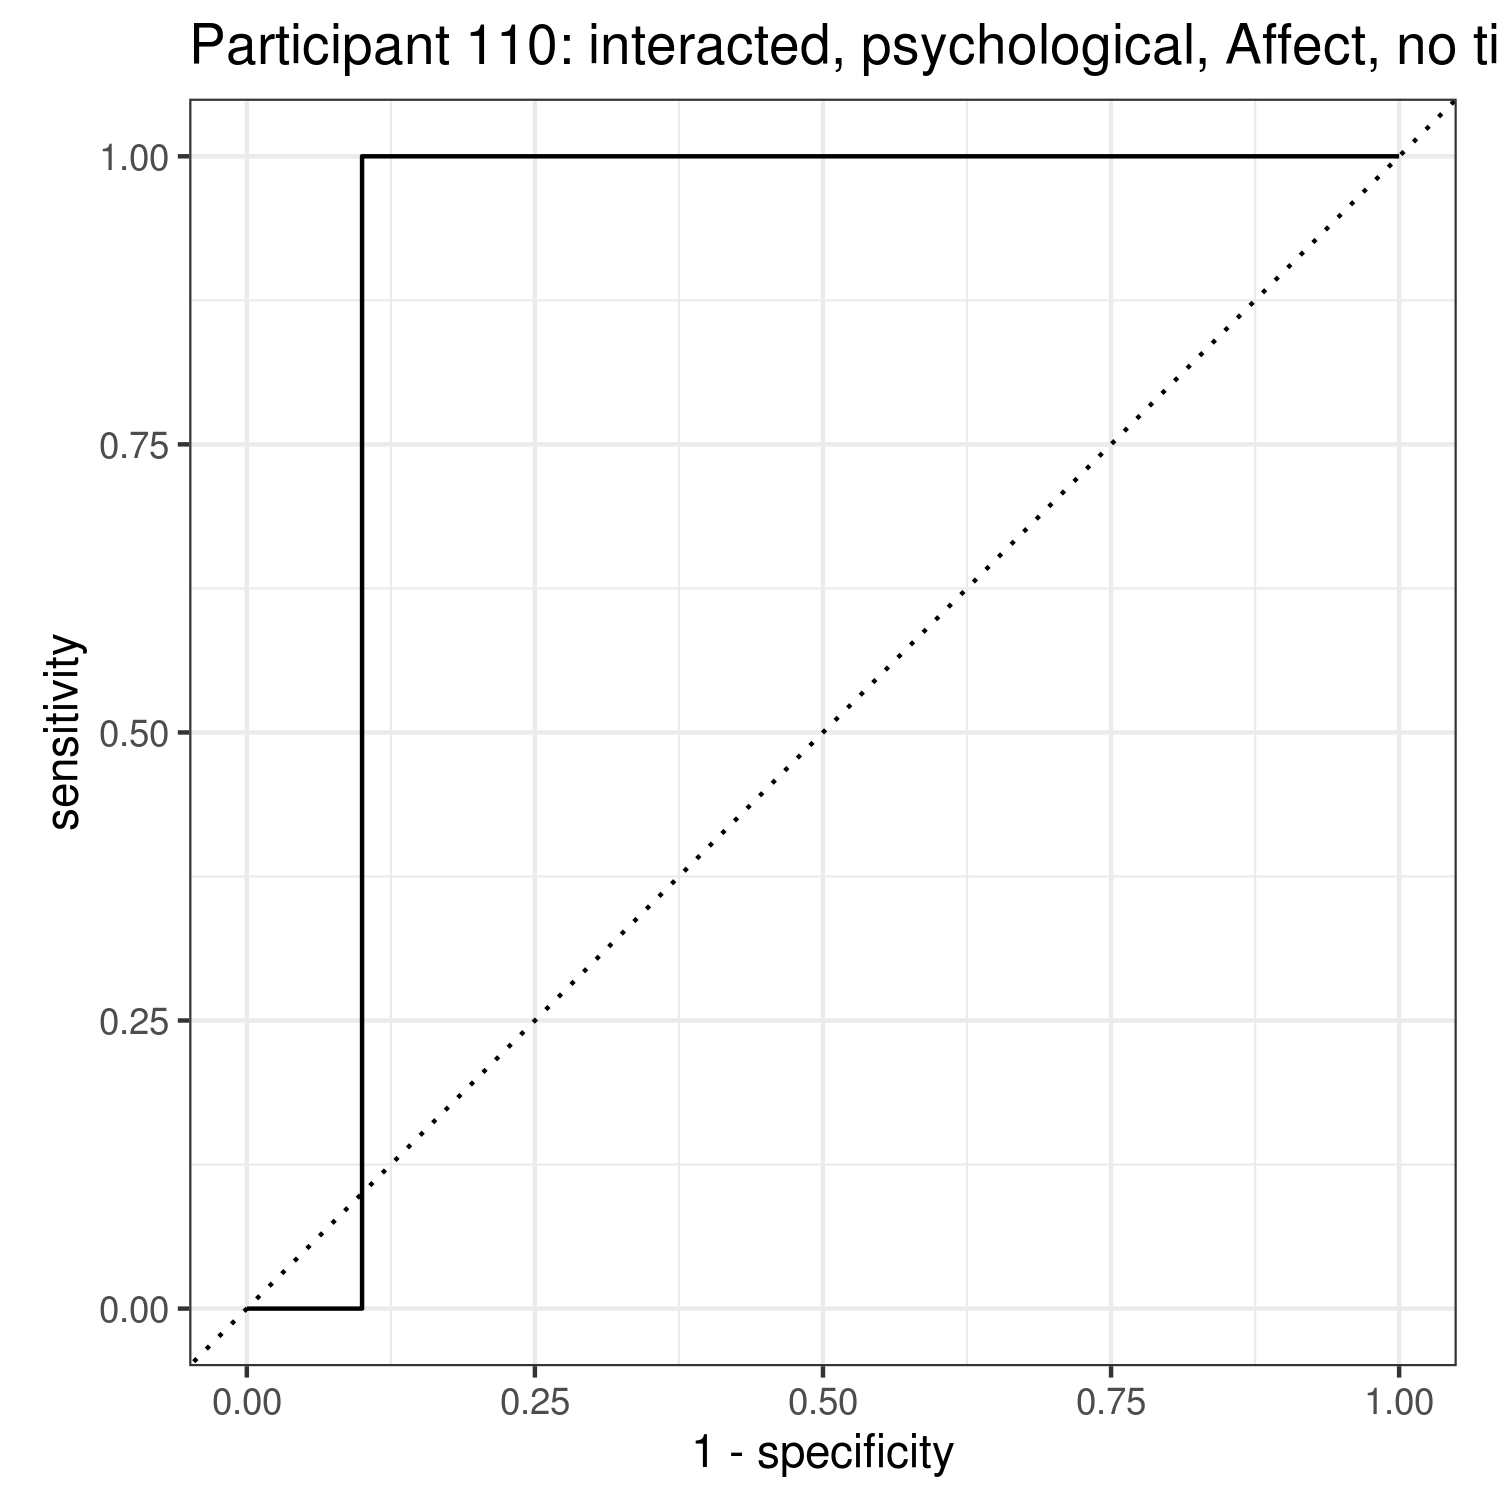 Participant 110: interacted, psychological, Affect, no ti
1.00
0.75
0.50
0.25
0.00
sensitivity
0.00 0.25 0.50 0.75 1.00
1 - specificity